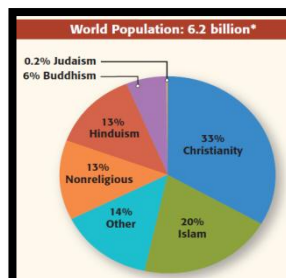 World Population: 6.2 billion*
0.2% Judaism
6% Buddhism
13%
Hinduism
33%
Christianity
13%
Nonreligious
14%
Other
20%
Islam